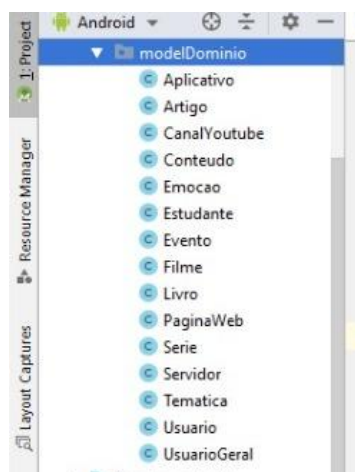 Android
1: Project
modelDominio
C Aplicativo
C Artigo
C CanalYoutube
C Conteudo
C Emocao
C Estudante
C Evento
C Filme
C Livro
C PaginaWeb
C Serie
C Servidor
C Tematica
C Usuario
C UsuarioGeral
Resource Manager
Layout Captures